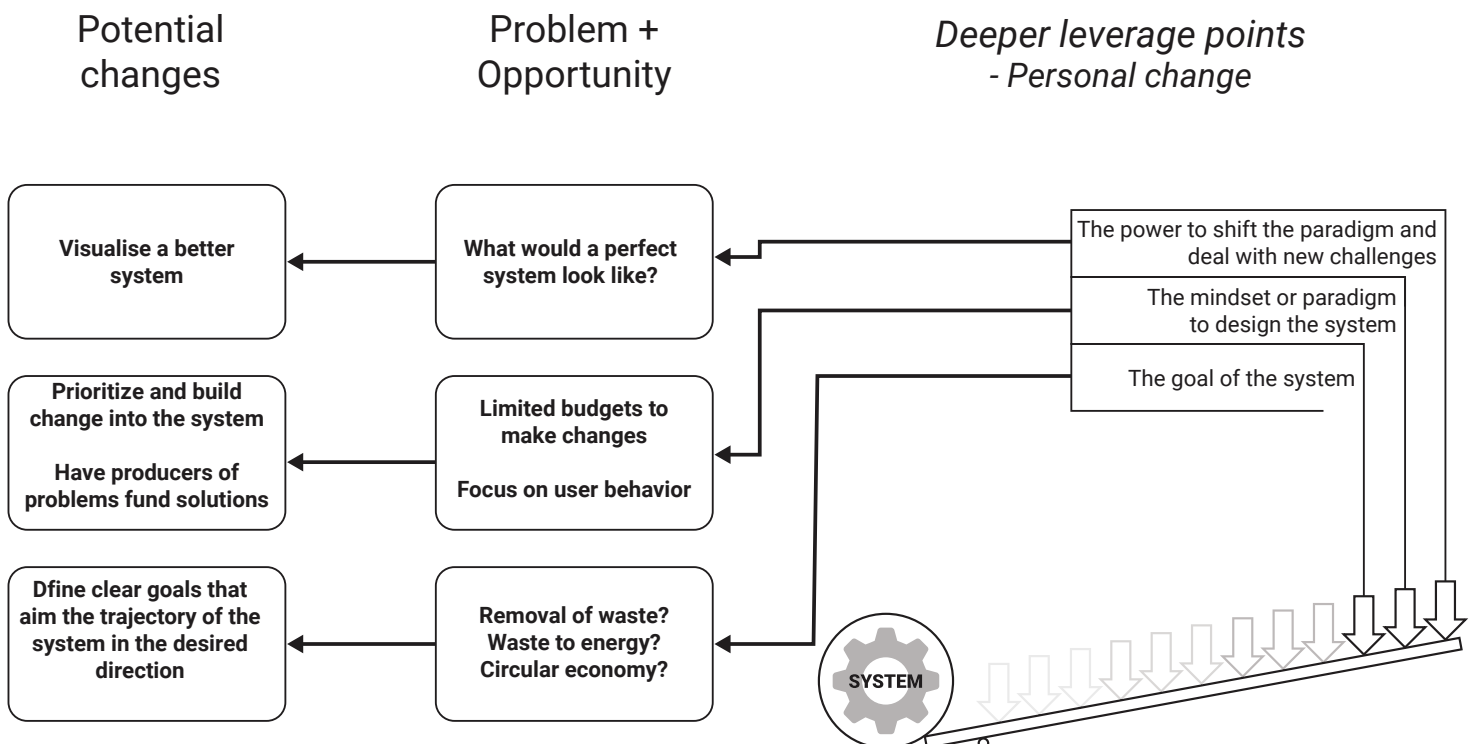 Potential
changes
Problem +
Opportunity
Deeper leverage points
- Personal change
Visualise a better
system
What would a perfect
system look like?
The power to shift the paradigm and
deal with new challenges
The mindset or paradigm
to design the system
The goal of the system
Prioritize and build
change into the system
Have producers of
problems fund solutions
Limited budgets to
make changes
Focus on user behavior
Dfine clear goals that
aim the trajectory of the
system in the desired
direction
Removal of waste?
Waste to energy?
Circular economy?
SYSTEM